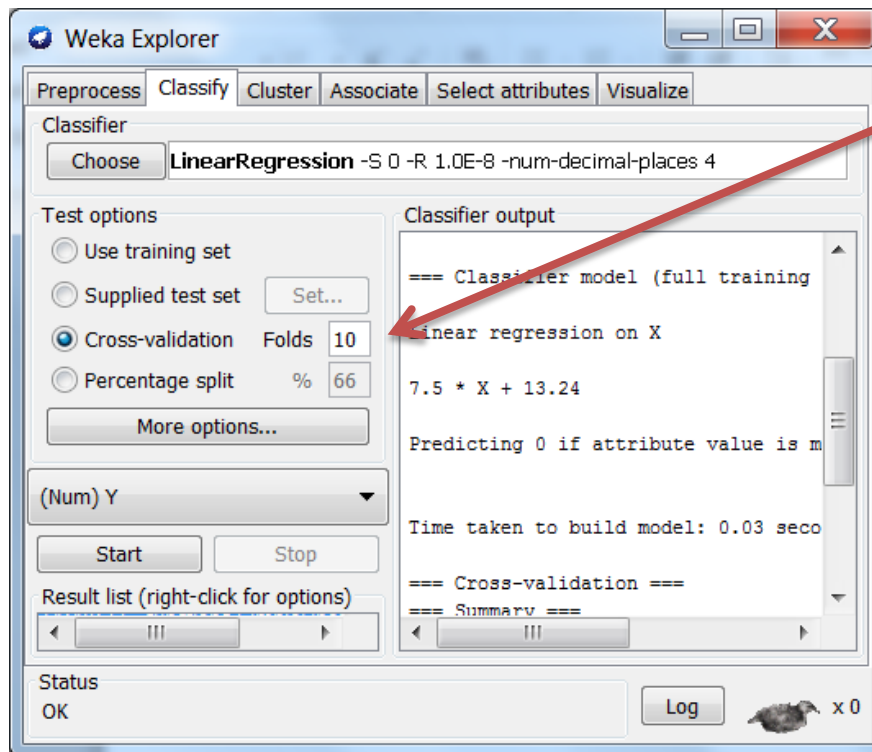 Weka Explorer
Preprocess Classify Cluster Associate Select attributes Visualize
Classifier
Choose LinearRegression -S 0 -R 1.0E-8 -num-decimal-places 4
Test options
Use training set
Supplied test set Set...
Cross-validation Folds 10
Percentage split % 66
More options...
(Num) Y
Start Stop
Result list (right-click for options)
Classifier output
=== Classifier model (full training
Linear regression on X
7.5 * X + 13.24
Predicting 0 if attribute value is m
Time taken to build model: 0.03 seco
=== Cross-validation ===
=== Summary ===
Status
OK
Log x 0